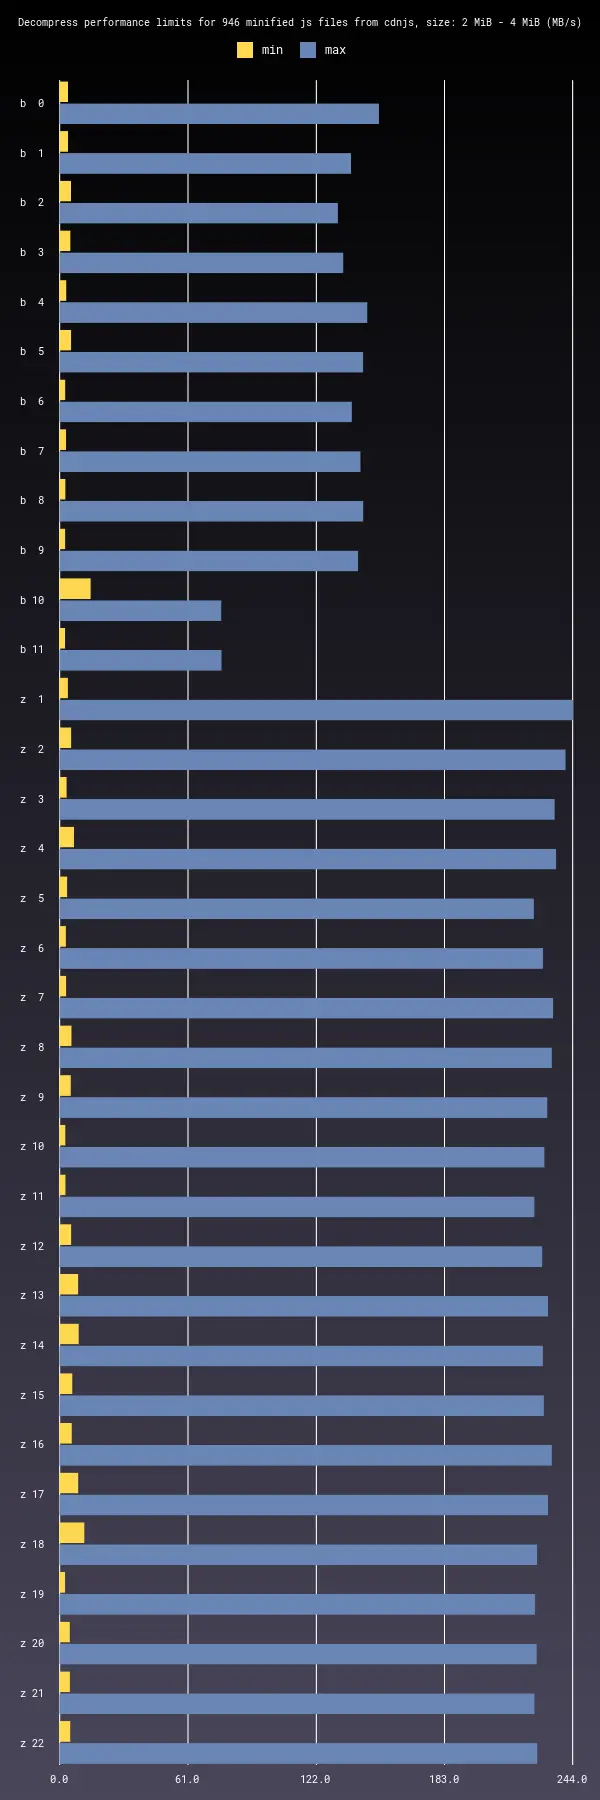 Decompress performance limits for 946 minified js files from cdnjs, size: 2 MiB - 4 MiB (MB/s)
min max
b 0
b 1
b 2
b 3
b 4
b 5
b 6
b 7
b 8
b 9
b 10
b 11
z 1
z 2
z 3
z 4
z 5
z 6
z 7
z 8
z 9
z 10
z 11
z 12
z 13
z 14
z 15
z 16
z 17
z 18
z 19
z 20
z 21
z 22
0.0 61.0 122.0 183.0 244.0